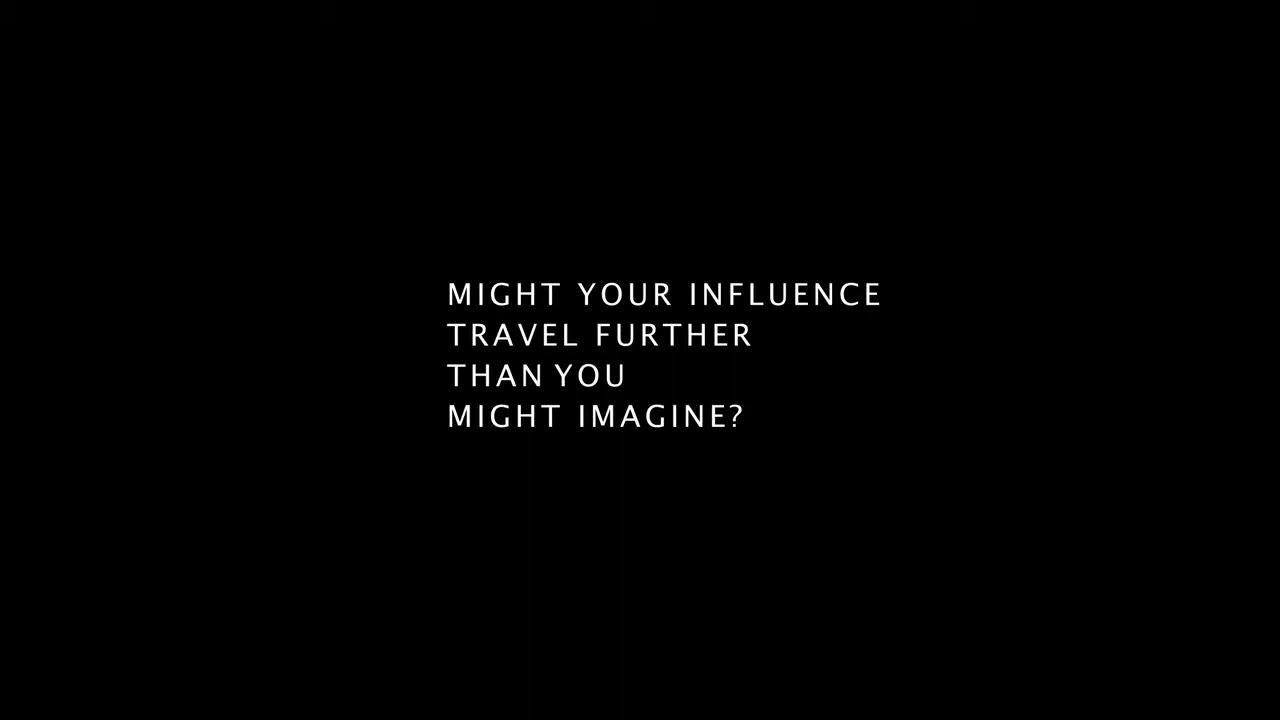 MIGHT YOUR INFLUENCE
TRAVEL FURTHER
THAN YOU
MIGHT IMAGINE?